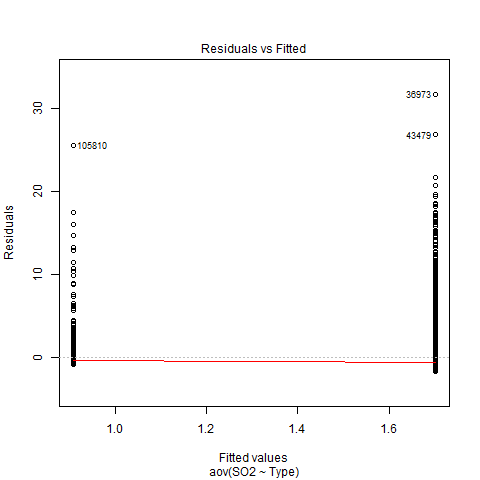 Residuals vs Fitted
36973
43479
105810
30
20
10
0
Residuals
1.0 1.2 1.4 1.6
Fitted values
aov(SO2 ~ Type)